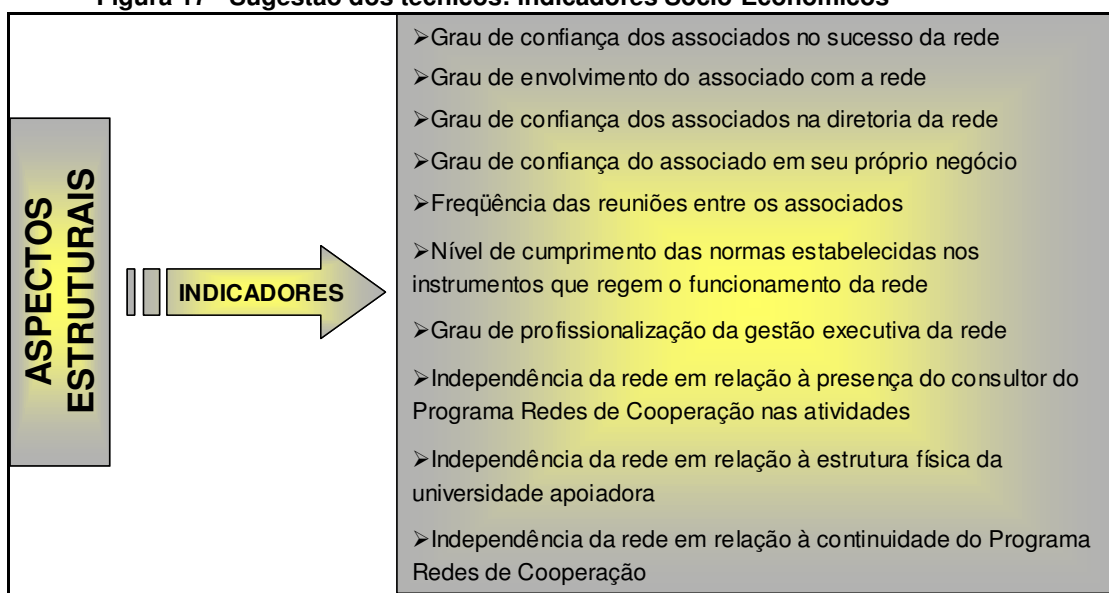 Figura 17 - Sugestão dos técnicos: Indicadores Sócio-Econômicos
ASPECTOS
ESTRUTURAIS
INDICADORES
➢Grau de confiança dos associados no sucesso da rede
➢Grau de envolvimento do associado com a rede
➢Grau de confiança dos associados na diretoria da rede
➢Grau de confiança do associado em seu próprio negócio
➢Freqüência das reuniões entre os associados
➢Nível de cumprimento das normas estabelecidas nos
instrumentos que regem o funcionamento da rede
➢Grau de profissionalização da gestão executiva da rede
➢Independência da rede em relação à presença do consultor do
Programa Redes de Cooperação nas atividades
➢Independência da rede em relação à estrutura física da
universidade apoiadora
➢Independência da rede em relação à continuidade do Programa
Redes de Cooperação